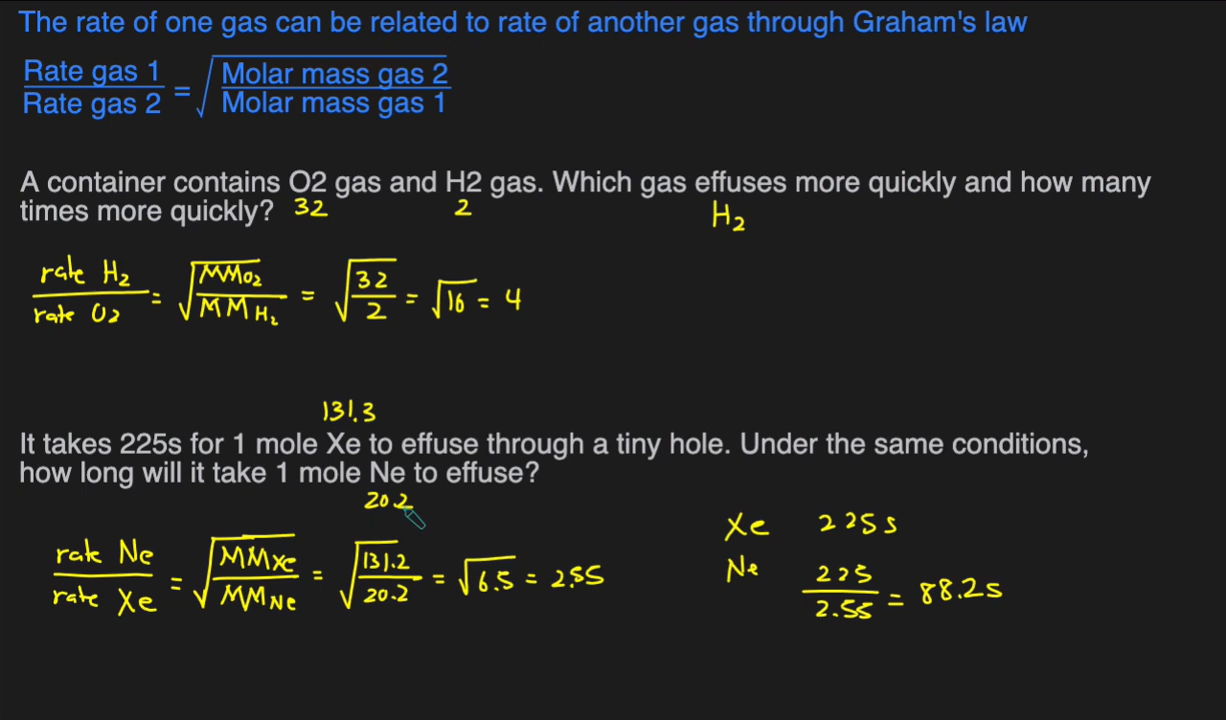 The rate of one gas can be related to rate of another gas through Graham's law
Rate gas 1 / Rate gas 2 = √(Molar mass gas 2 / Molar mass gas 1)
A container contains O2 gas and H2 gas. Which gas effuses more quickly and how many
times more quickly? 32 2 H₂
rate H₂ / rate O₂ = √(MMO₂ / MMH₂) = √(32 / 2) = √16 = 4
131.3
It takes 225s for 1 mole Xe to effuse through a tiny hole. Under the same conditions,
how long will it take 1 mole Ne to effuse?
20.2
Xe 225s
rate Ne / rate Xe = √(MMXe / MMNe) = √(131.2 / 20.2) = √6.5 = 2.55
Ne 225 / 2.55 = 88.2s